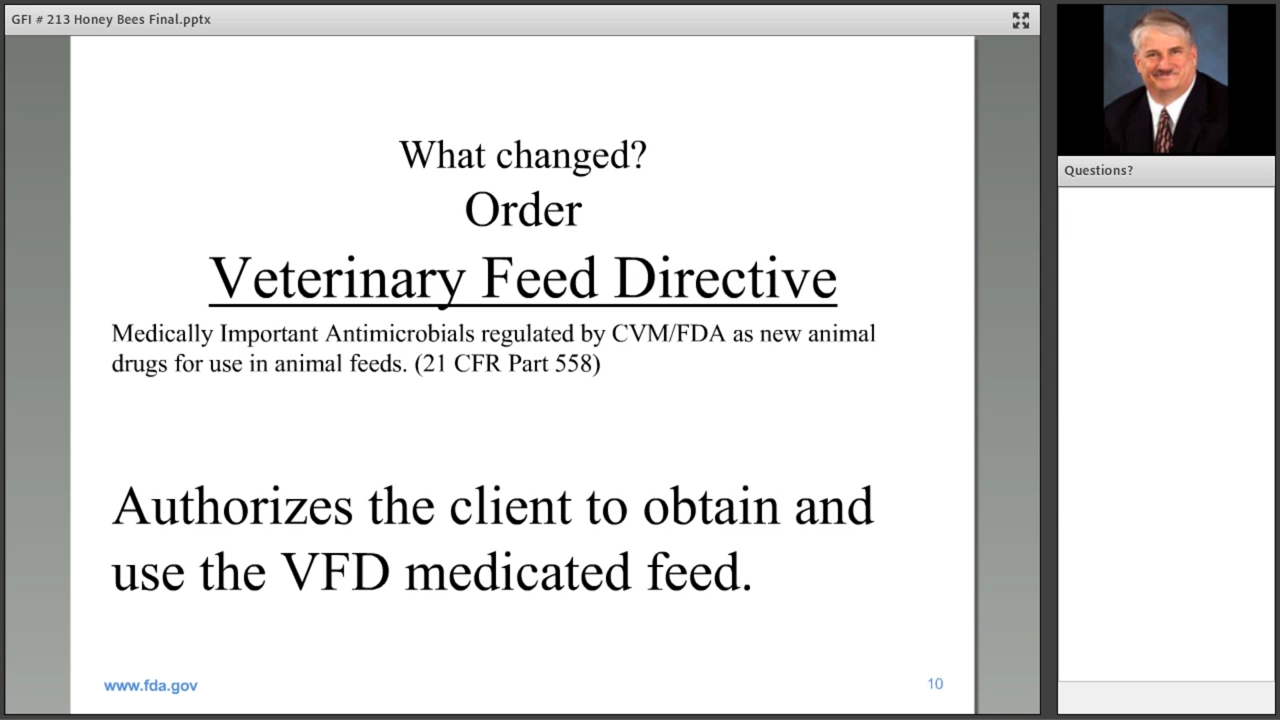 GFI # 213 Honey Bees Final.pptx
What changed?
Order
Veterinary Feed Directive
Medically Important Antimicrobials regulated by CVM/FDA as new animal
drugs for use in animal feeds. (21 CFR Part 558)
Authorizes the client to obtain and
use the VFD medicated feed.
www.fda.gov
10
Questions?